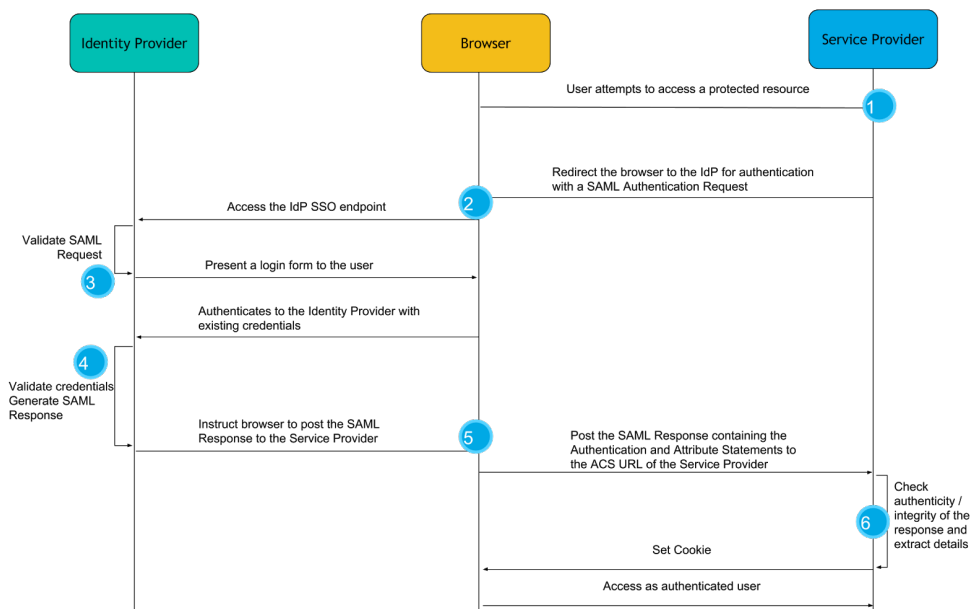 Identity Provider
Browser
Service Provider
User attempts to access a protected resource
1
Redirect the browser to the IdP for authentication
with a SAML Authentication Request
2
Access the IdP SSO endpoint
Validate SAML
Request
3
Present a login form to the user
Authenticates to the Identity Provider with
existing credentials
4
Validate credentials
Generate SAML
Response
Instruct browser to post the SAML
Response to the Service Provider
5
Post the SAML Response containing the
Authentication and Attribute Statements to
the ACS URL of the Service Provider
Check
authenticity /
integrity of the
response and
extract details
6
Set Cookie
Access as authenticated user